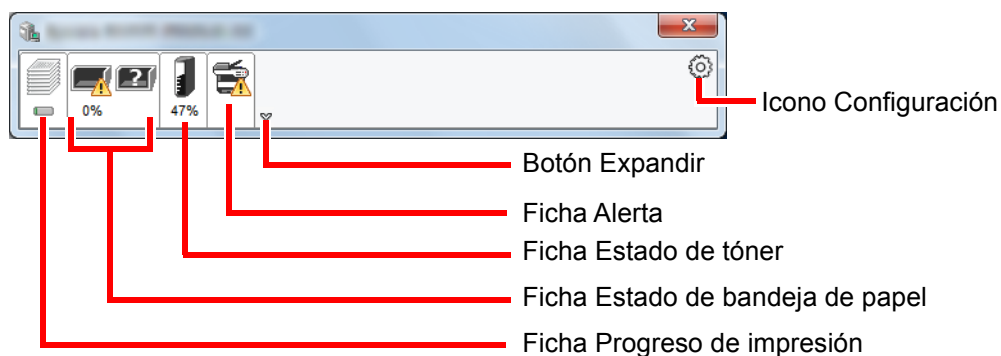 0%
?
47%
Icono Configuración
Botón Expandir
Ficha Alerta
Ficha Estado de tóner
Ficha Estado de bandeja de papel
Ficha Progreso de impresión